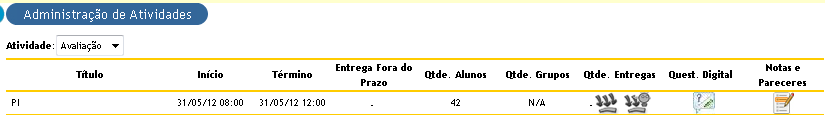 Administração de Atividades
Atividade: Avaliação
Título Início Término Entrega Fora do Prazo Qtde. Alunos Qtde. Grupos Qtde. Entregas Quest. Digital Notas e Pareceres
PI 31/05/12 08:00 31/05/12 12:00 . 42 N/A .